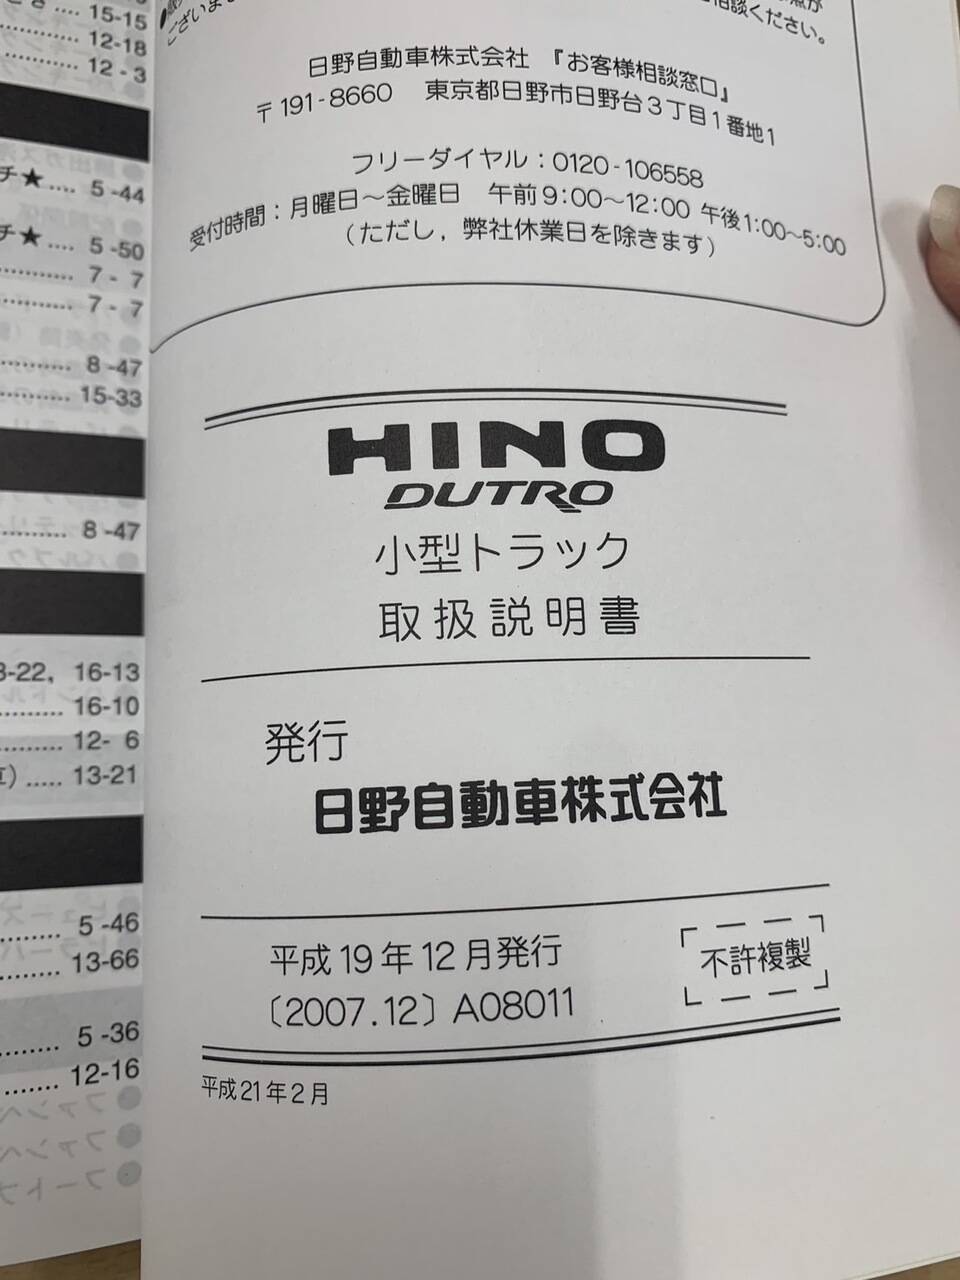 15-15
12-18
12 - 3
チ★.... 5 -44
チ★.... 5 -50
7 - 7
7 - 7
8 -47
15-33
8 -47
16-13
16-10
12- 6
13-21
5 -46
13-66
5 -36
12-16
談ください。
日野自動車株式会社 『お客様相談窓口』
〒191-8660 東京都日野市日野台3丁目1番地1
フリーダイヤル：0120-106558
受付時間：月曜日〜金曜日 午前9:00〜12:00 午後1:00〜5:00
（ただし，弊社休業日を除きます）
HINO
DUTRO
小型トラック
取扱説明書
発行
日野自動車株式会社
平成19年12月発行
〔2007.12〕A08011
不許複製
平成21年2月